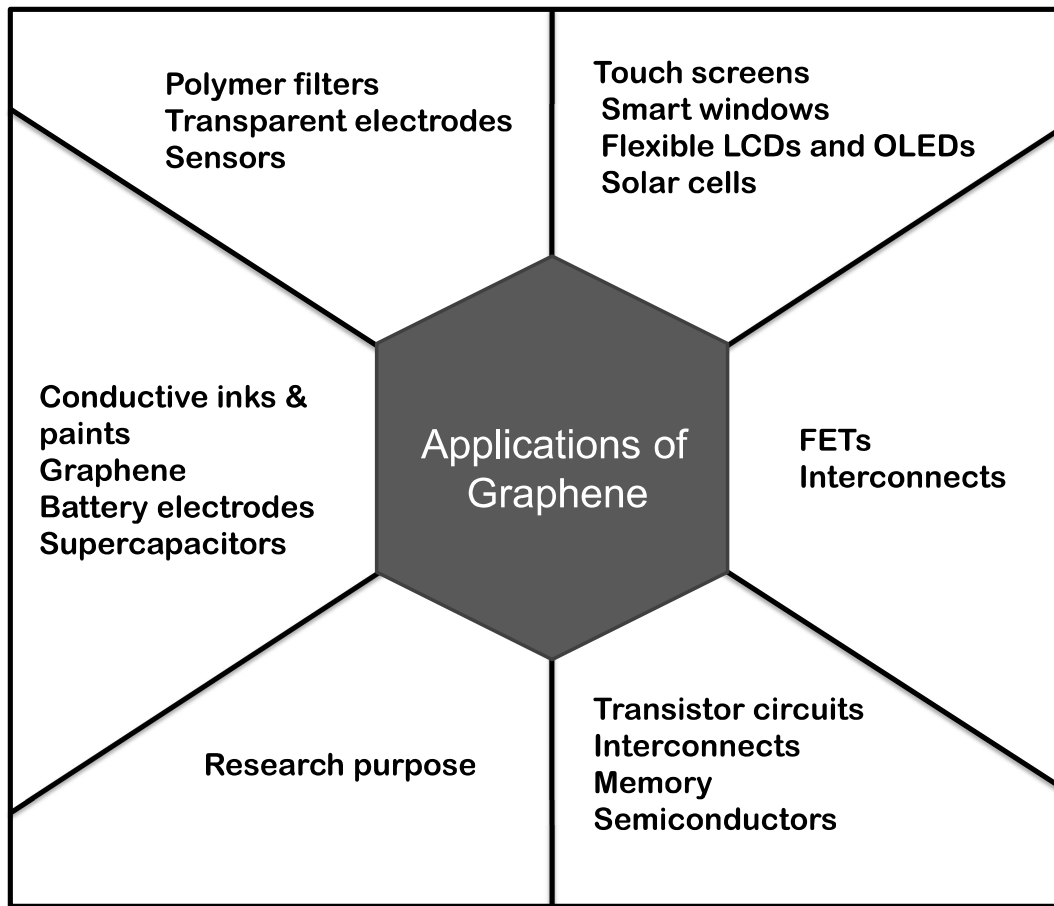 Polymer filters
Transparent electrodes
Sensors
Touch screens
Smart windows
Flexible LCDs and OLEDs
Solar cells
Conductive inks &
paints
Graphene
Battery electrodes
Supercapacitors
Applications of
Graphene
FETs
Interconnects
Research purpose
Transistor circuits
Interconnects
Memory
Semiconductors